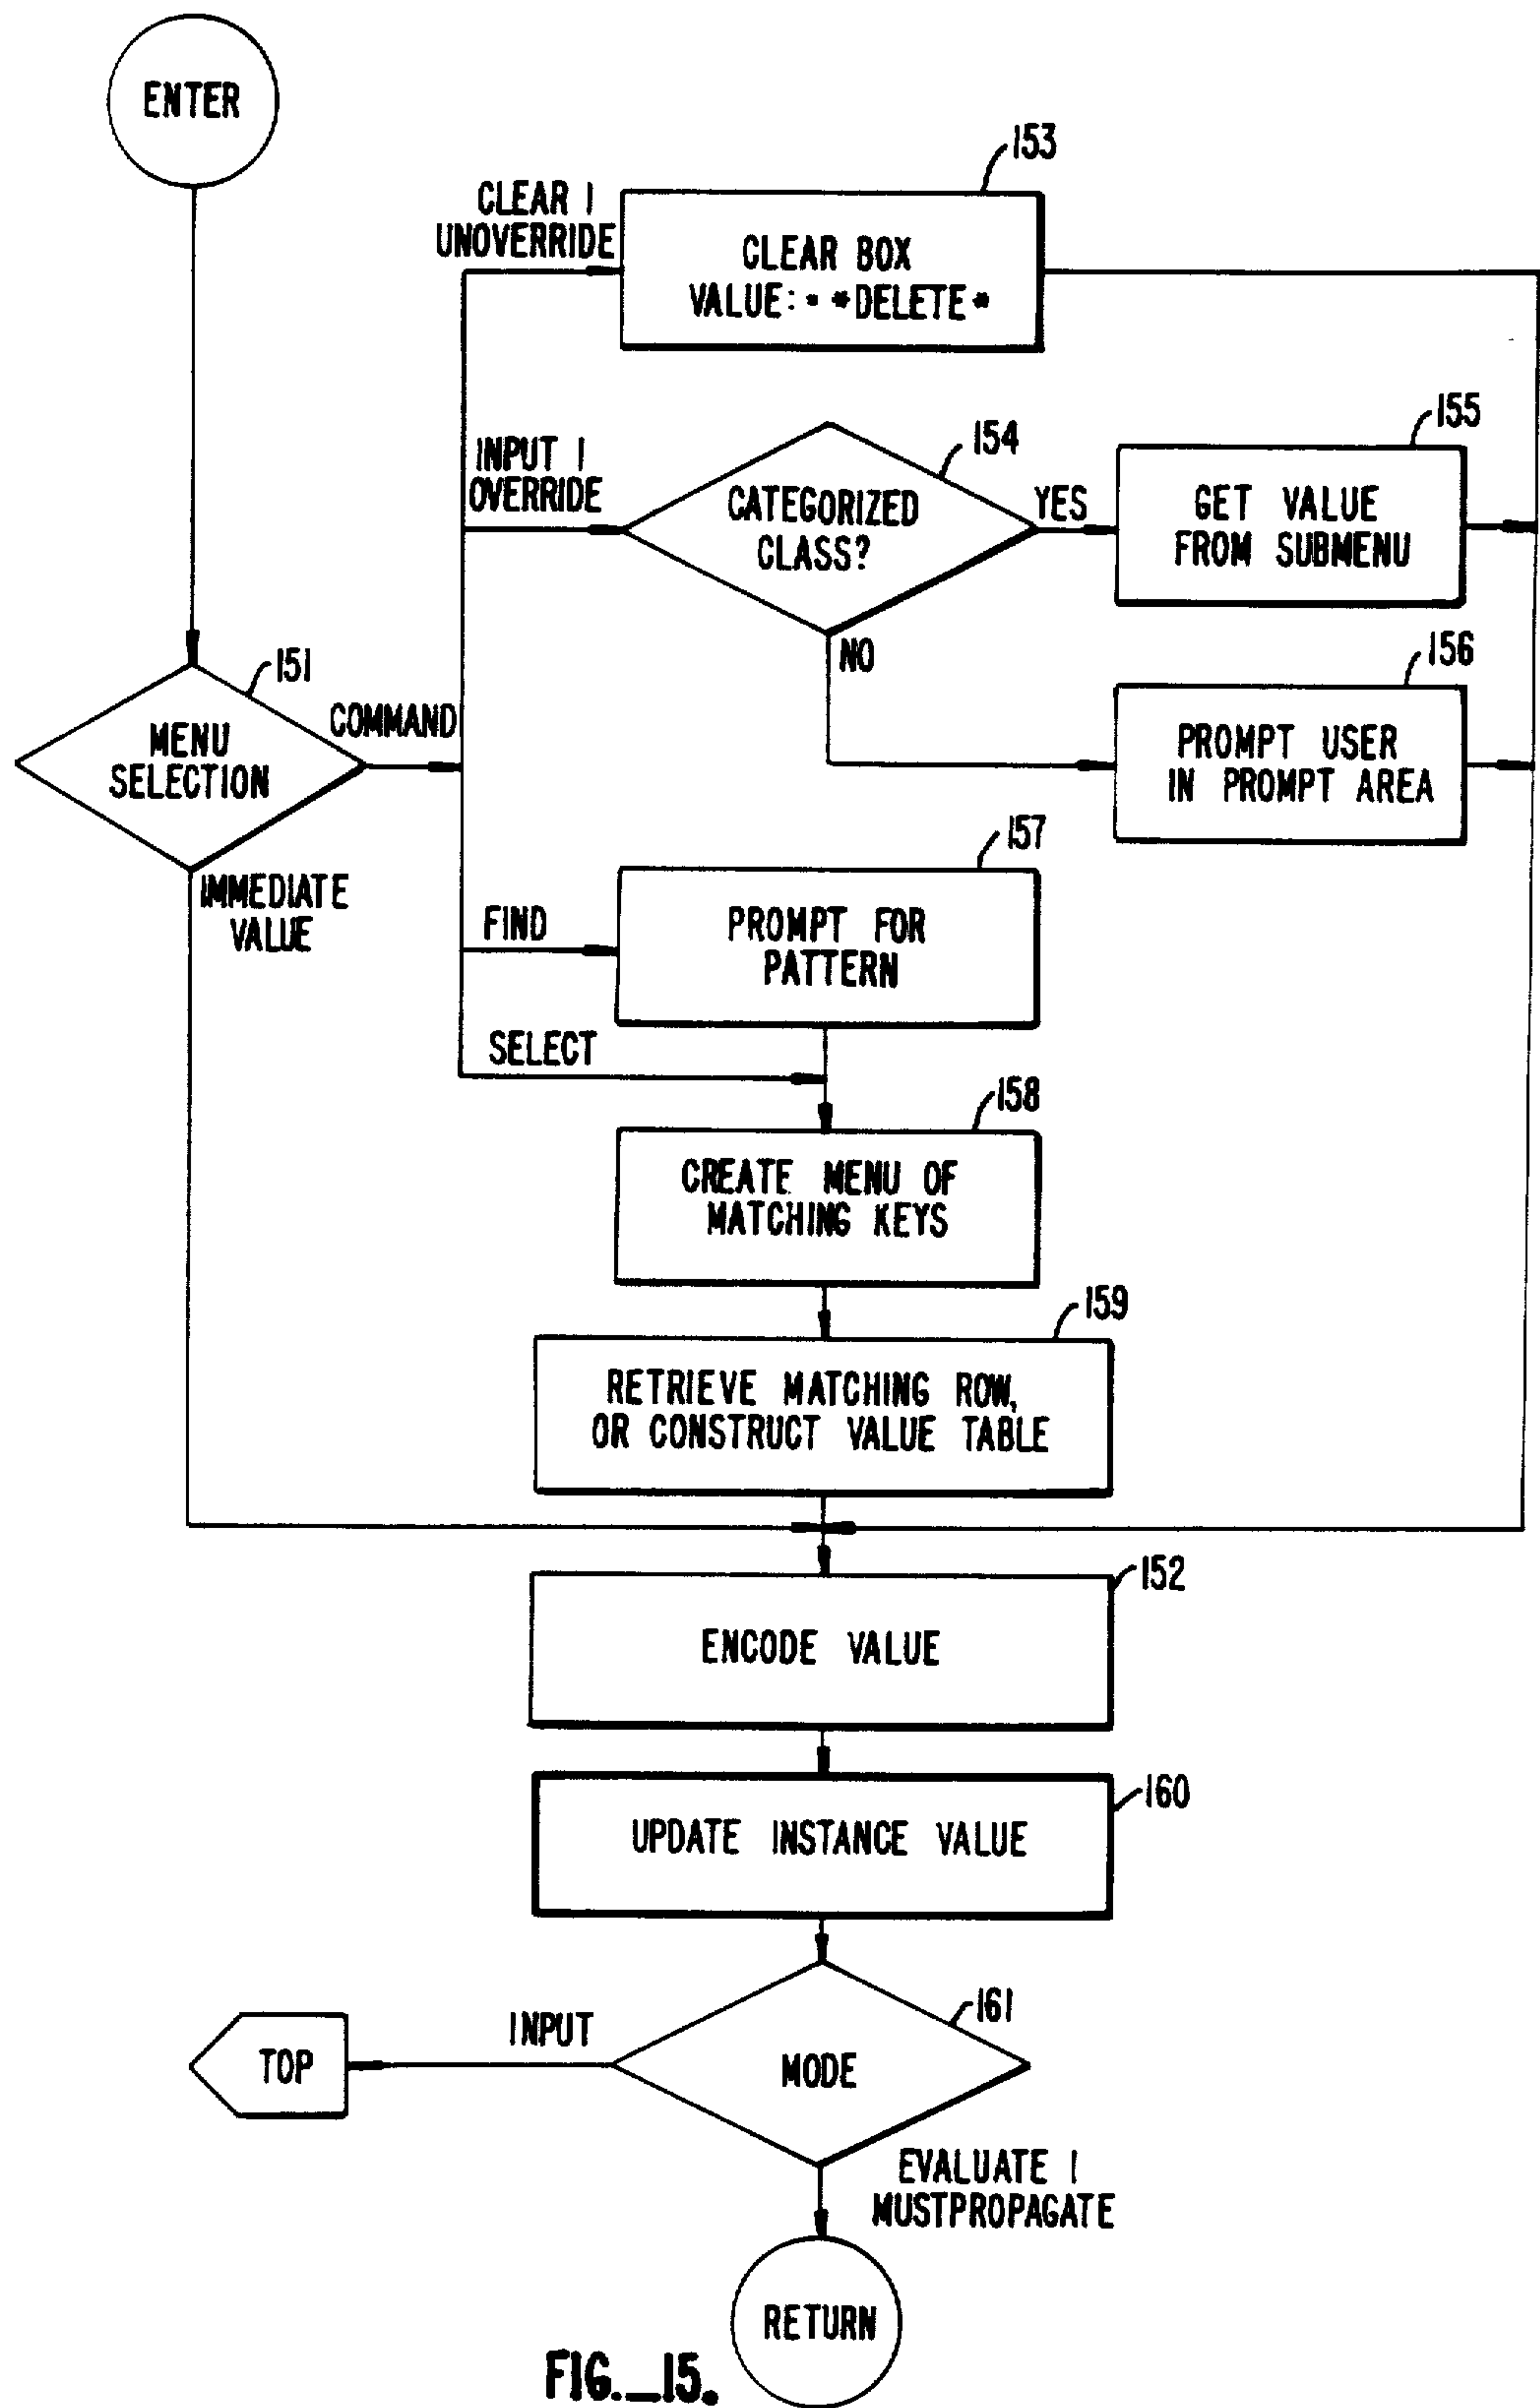 ENTER
153
CLEAR |
UNOVERRIDE
CLEAR BOX
VALUE:= *DELETE*
155
154
INPUT |
OVERRIDE
CATEGORIZED
CLASS?
YES
GET VALUE
FROM SUBMENU
NO
151
156
COMMAND
MENU
SELECTION
PROMPT USER
IN PROMPT AREA
157
IMMEDIATE
VALUE
FIND
PROMPT FOR
PATTERN
SELECT
158
CREATE MENU OF
MATCHING KEYS
159
RETRIEVE MATCHING ROW,
OR CONSTRUCT VALUE TABLE
152
ENCODE VALUE
160
UPDATE INSTANCE VALUE
161
INPUT
TOP
MODE
EVALUATE |
MUSTPROPAGATE
RETURN
FIG._15.